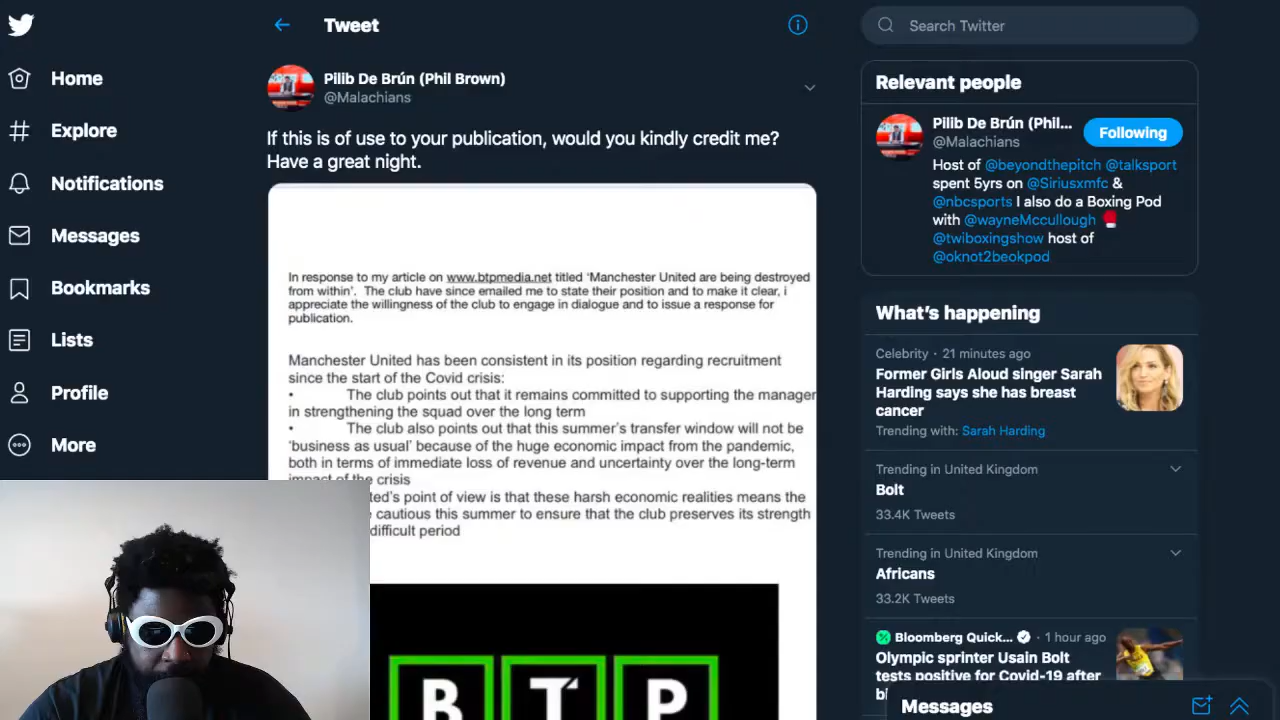 Home
Explore
Notifications
Messages
Bookmarks
Lists
Profile
More
Tweet
Pilib De Brún (Phil Brown)
@Malachians
If this is of use to your publication, would you kindly credit me?
Have a great night.
In response to my article on www.btpmedia.net titled 'Manchester United are being destroyed
from within'. The club have since emailed me to state their position and to make it clear, i
appreciate the willingness of the club to engage in dialogue and to issue a response for
publication.
Manchester United has been consistent in its position regarding recruitment
since the start of the Covid crisis:
• The club points out that it remains committed to supporting the manager
in strengthening the squad over the long term
• The club also points out that this summer's transfer window will not be
'business as usual' because of the huge economic impact from the pandemic,
both in terms of immediate loss of revenue and uncertainty over the long-term
impact of the crisis
ted's point of view is that these harsh economic realities means the
cautious this summer to ensure that the club preserves its strength
difficult period
BTP
Search Twitter
Relevant people
Pilib De Brún (Phil...
@Malachians
Following
Host of @beyondthepitch @talksport
spent 5yrs on @Siriusxmfc &
@nbcsports I also do a Boxing Pod
with @wayneMccullough
@twiboxingshow host of
@oknot2beokpod
What's happening
Celebrity · 21 minutes ago
Former Girls Aloud singer Sarah
Harding says she has breast
cancer
Trending with: Sarah Harding
Trending in United Kingdom
Bolt
33.4K Tweets
Trending in United Kingdom
Africans
33.2K Tweets
Bloomberg Quick... · 1 hour ago
Olympic sprinter Usain Bolt
tests positive for Covid-19 after
bi
Messages